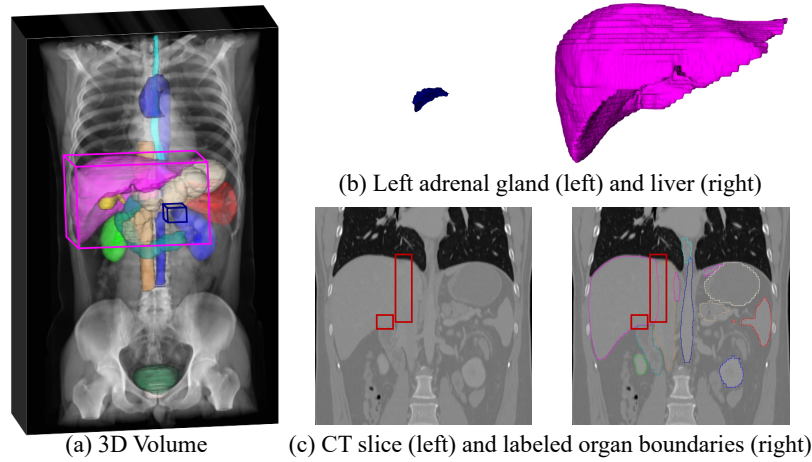 (b) Left adrenal gland (left) and liver (right)
(a) 3D Volume
(c) CT slice (left) and labeled organ boundaries (right)